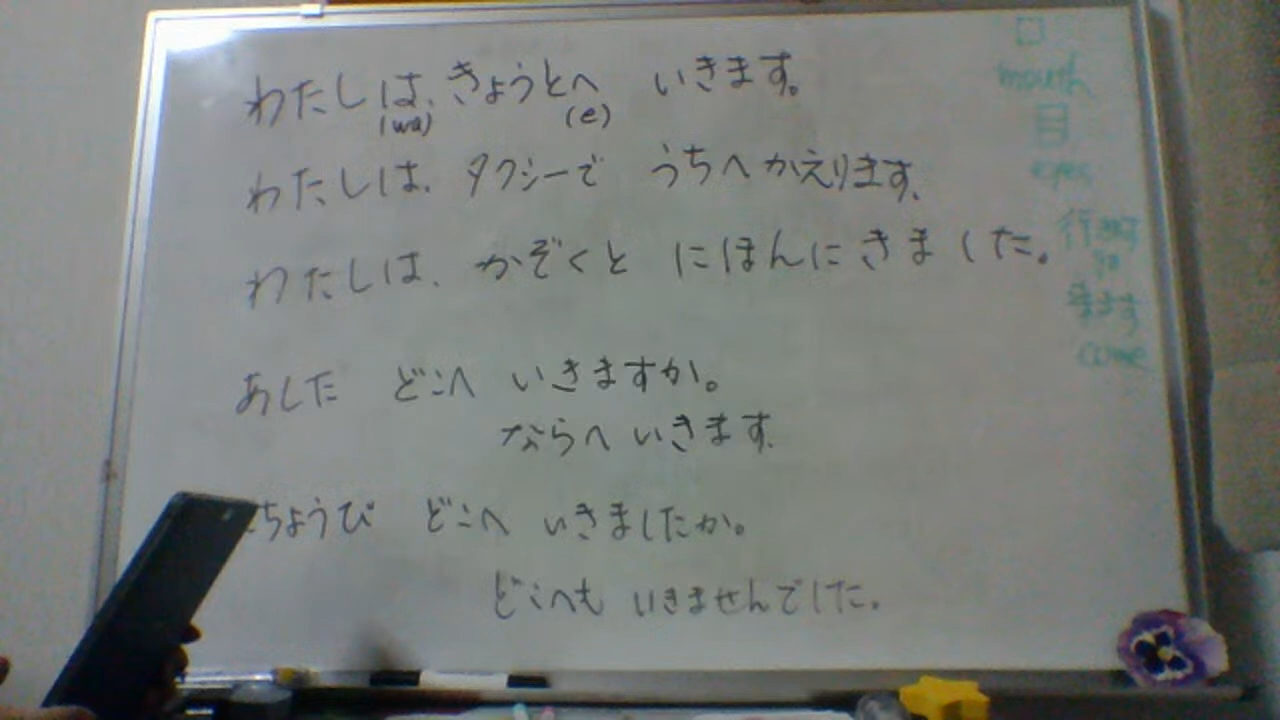 わたしは、きょうとへ いきます。
(wa) (e)
わたしは、タクシーで うちへ かえります。
わたしは、かぞくと にほんに きました。
あした どこへ いきますか。
ならへ いきます。
ちようび どこへ いきましたか。
どこへも いきませんでした。
口
mouth
目
eyes
行きます
go
来ます
come